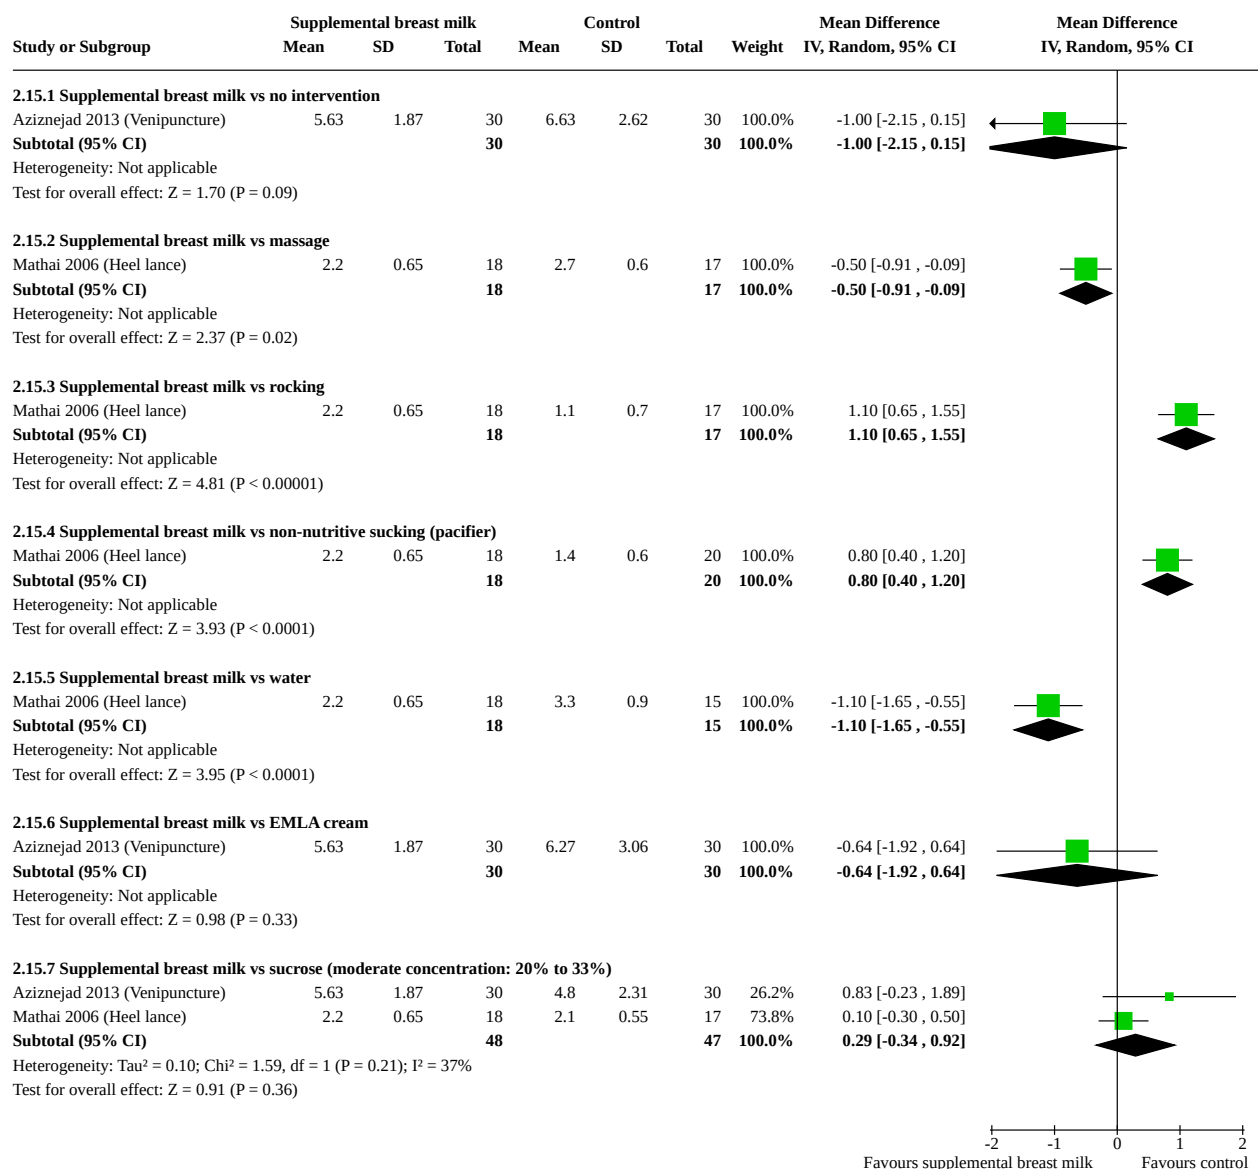 Supplemental breast milk Control Mean Difference Mean Difference
Study or Subgroup Mean SD Total Mean SD Total Weight IV, Random, 95% CI IV, Random, 95% CI
2.15.1 Supplemental breast milk vs no intervention
Aziznejad 2013 (Venipuncture) 5.63 1.87 30 6.63 2.62 30 100.0% -1.00 [-2.15 , 0.15]
Subtotal (95% CI) 30 30 100.0% -1.00 [-2.15 , 0.15]
Heterogeneity: Not applicable
Test for overall effect: Z = 1.70 (P = 0.09)
2.15.2 Supplemental breast milk vs massage
Mathai 2006 (Heel lance) 2.2 0.65 18 2.7 0.6 17 100.0% -0.50 [-0.91 , -0.09]
Subtotal (95% CI) 18 17 100.0% -0.50 [-0.91 , -0.09]
Heterogeneity: Not applicable
Test for overall effect: Z = 2.37 (P = 0.02)
2.15.3 Supplemental breast milk vs rocking
Mathai 2006 (Heel lance) 2.2 0.65 18 1.1 0.7 17 100.0% 1.10 [0.65 , 1.55]
Subtotal (95% CI) 18 17 100.0% 1.10 [0.65 , 1.55]
Heterogeneity: Not applicable
Test for overall effect: Z = 4.81 (P < 0.00001)
2.15.4 Supplemental breast milk vs non-nutritive sucking (pacifier)
Mathai 2006 (Heel lance) 2.2 0.65 18 1.4 0.6 20 100.0% 0.80 [0.40 , 1.20]
Subtotal (95% CI) 18 20 100.0% 0.80 [0.40 , 1.20]
Heterogeneity: Not applicable
Test for overall effect: Z = 3.93 (P < 0.0001)
2.15.5 Supplemental breast milk vs water
Mathai 2006 (Heel lance) 2.2 0.65 18 3.3 0.9 15 100.0% -1.10 [-1.65 , -0.55]
Subtotal (95% CI) 18 15 100.0% -1.10 [-1.65 , -0.55]
Heterogeneity: Not applicable
Test for overall effect: Z = 3.95 (P < 0.0001)
2.15.6 Supplemental breast milk vs EMLA cream
Aziznejad 2013 (Venipuncture) 5.63 1.87 30 6.27 3.06 30 100.0% -0.64 [-1.92 , 0.64]
Subtotal (95% CI) 30 30 100.0% -0.64 [-1.92 , 0.64]
Heterogeneity: Not applicable
Test for overall effect: Z = 0.98 (P = 0.33)
2.15.7 Supplemental breast milk vs sucrose (moderate concentration: 20% to 33%)
Aziznejad 2013 (Venipuncture) 5.63 1.87 30 4.8 2.31 30 26.2% 0.83 [-0.23 , 1.89]
Mathai 2006 (Heel lance) 2.2 0.65 18 2.1 0.55 17 73.8% 0.10 [-0.30 , 0.50]
Subtotal (95% CI) 48 47 100.0% 0.29 [-0.34 , 0.92]
Heterogeneity: Tau² = 0.10; Chi² = 1.59, df = 1 (P = 0.21); I² = 37%
Test for overall effect: Z = 0.91 (P = 0.36)
-2 -1 0 1 2
Favours supplemental breast milk Favours control